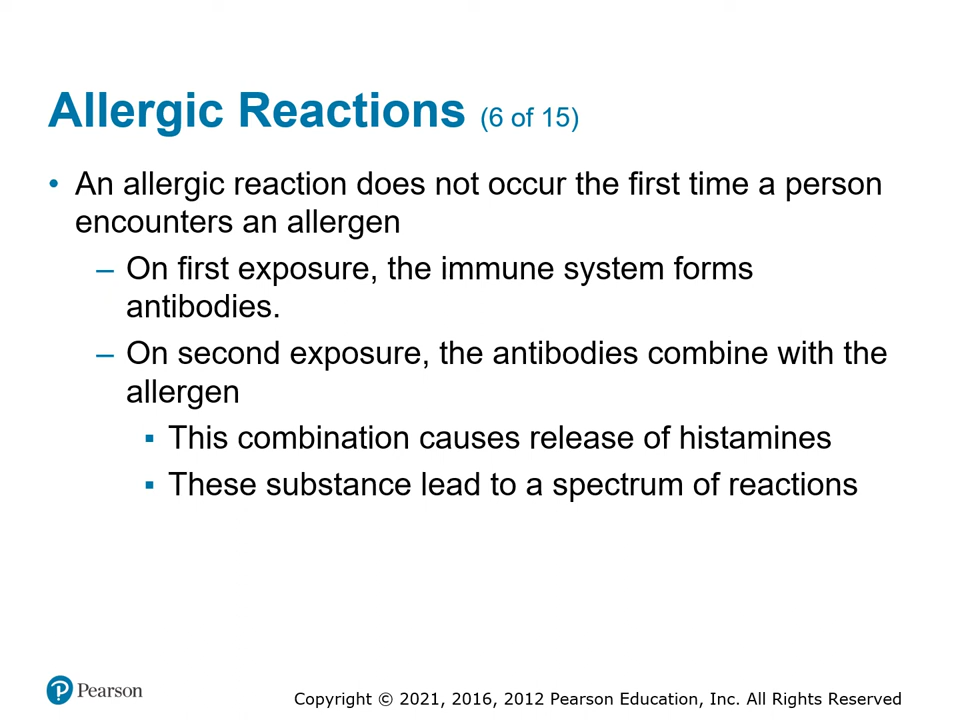 Allergic Reactions (6 of 15)
• An allergic reaction does not occur the first time a person
encounters an allergen
– On first exposure, the immune system forms
antibodies.
– On second exposure, the antibodies combine with the
allergen
▪ This combination causes release of histamines
▪ These substance lead to a spectrum of reactions
Pearson
Copyright © 2021, 2016, 2012 Pearson Education, Inc. All Rights Reserved